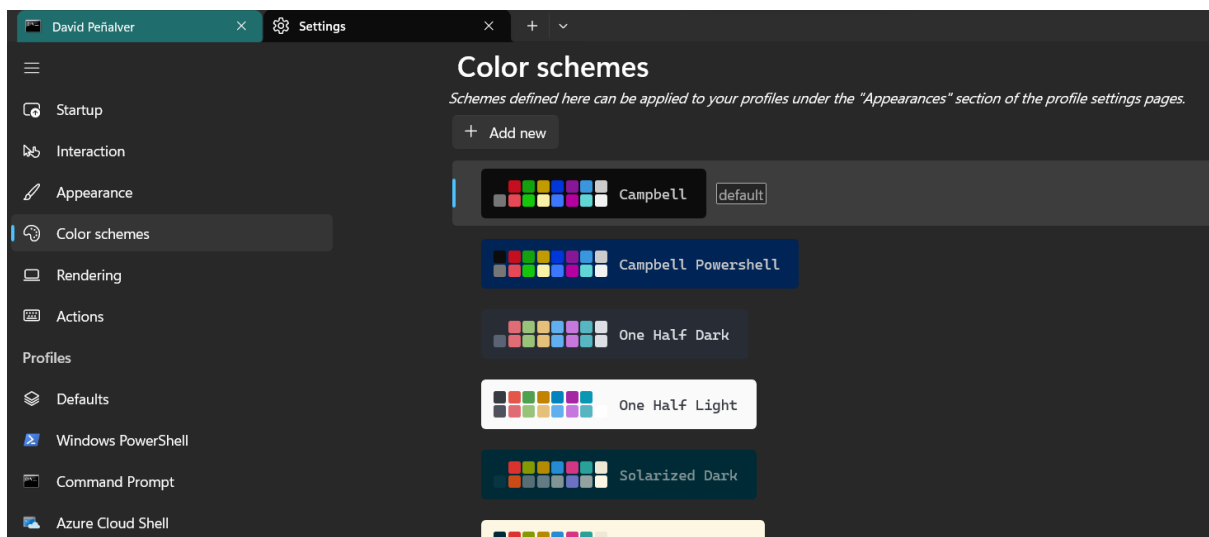 David Peñalver
Settings
Color schemes
Schemes defined here can be applied to your profiles under the "Appearances" section of the profile settings pages.
Add new
Startup
Interaction
Appearance
Color schemes
Rendering
Actions
Profiles
Defaults
Windows PowerShell
Command Prompt
Azure Cloud Shell
Campbell default
Campbell Powershell
One Half Dark
One Half Light
Solarized Dark